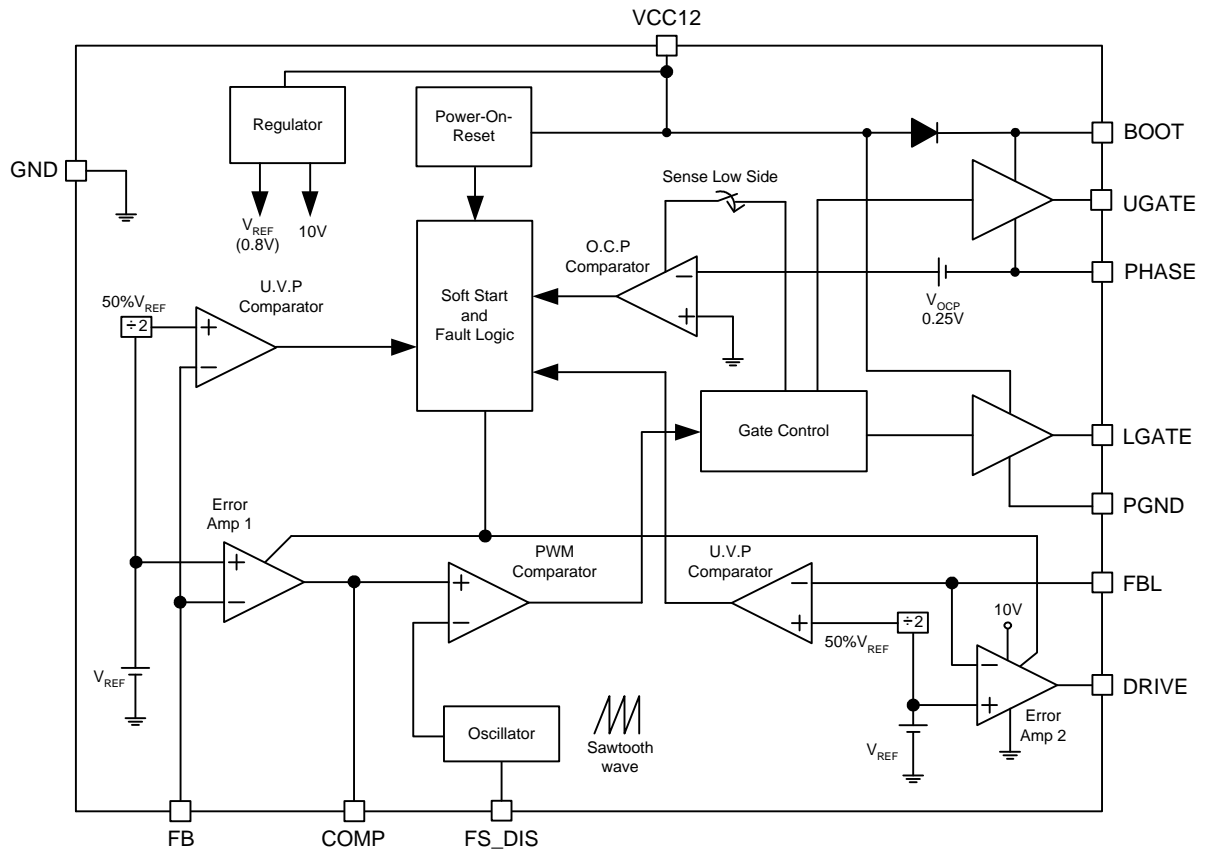 VCC12
Regulator
Power-On-
Reset
BOOT
GND
Sense Low Side
UGATE
V_REF
(0.8V)
10V
O.C.P
Comparator
PHASE
V_OCP
0.25V
U.V.P
Comparator
50%V_REF
÷2
Soft Start
and
Fault Logic
Gate Control
LGATE
PGND
Error
Amp 1
PWM
Comparator
U.V.P
Comparator
FBL
10V
÷2
50%V_REF
V_REF
DRIVE
Error
Amp 2
Oscillator
Sawtooth
wave
V_REF
FB
COMP
FS_DIS